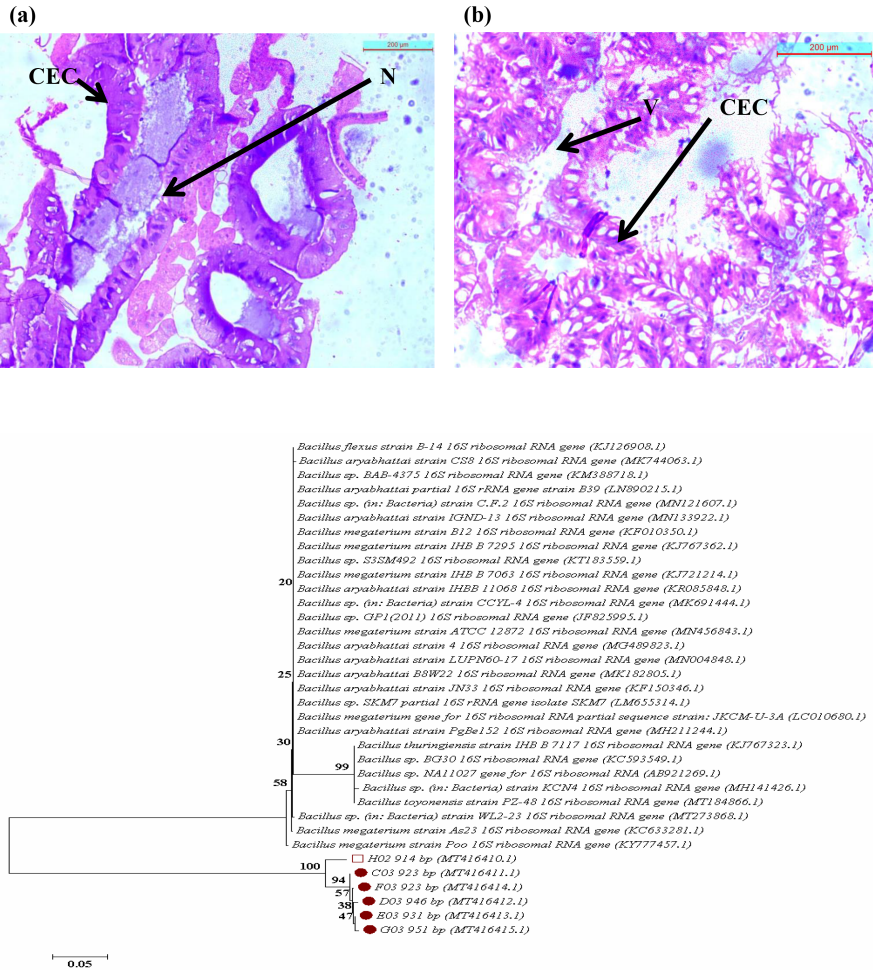 (a)
(b)
200 µm
200 µm
CEC
N
V
CEC
Bacillus flexus strain B-14 16S ribosomal RNA gene (KJ126908.1)
Bacillus aryabhattai strain CS8 16S ribosomal RNA gene (MK744063.1)
Bacillus sp. BAB-4375 16S ribosomal RNA gene (KM388718.1)
Bacillus aryabhattai partial 16S rRNA gene strain B39 (LN890215.1)
Bacillus sp. (in: Bacteria) strain C.F.2 16S ribosomal RNA gene (MN121607.1)
Bacillus aryabhattai strain IGND-13 16S ribosomal RNA gene (MN133922.1)
Bacillus megaterium strain B12 16S ribosomal RNA gene (KF010350.1)
Bacillus megaterium strain IHB B 7295 16S ribosomal RNA gene (KJ767362.1)
Bacillus sp. S3SM492 16S ribosomal RNA gene (KT183559.1)
20
Bacillus megaterium strain IHB B 7063 16S ribosomal RNA gene (KJ721214.1)
Bacillus aryabhattai strain IHBB 11068 16S ribosomal RNA gene (KR085848.1)
Bacillus sp. (in: Bacteria) strain CCYL-4 16S ribosomal RNA gene (MK691444.1)
Bacillus sp. GP1(2011) 16S ribosomal RNA gene (JF825995.1)
Bacillus megaterium strain ATCC 12872 16S ribosomal RNA gene (MN456843.1)
Bacillus aryabhattai strain 4 16S ribosomal RNA gene (MG489823.1)
Bacillus aryabhattai strain LUPN60-17 16S ribosomal RNA gene (MN004848.1)
25
Bacillus aryabhattai B8W22 16S ribosomal RNA gene (MK182805.1)
Bacillus aryabhattai strain JN33 16S ribosomal RNA gene (KF150346.1)
Bacillus sp. SKM7 partial 16S rRNA gene isolate SKM7 (LM655314.1)
Bacillus megaterium gene for 16S ribosomal RNA partial sequence strain: JKCM-U-3A (LC010680.1)
Bacillus aryabhattai strain PgBe152 16S ribosomal RNA gene (MH211244.1)
30
Bacillus thuringiensis strain IHB B 7117 16S ribosomal RNA gene (KJ767323.1)
Bacillus sp. BG30 16S ribosomal RNA gene (KC593549.1)
99
Bacillus sp. NA11027 gene for 16S ribosomal RNA (AB921269.1)
58
Bacillus sp. (in: Bacteria) strain KCN4 16S ribosomal RNA gene (MH141426.1)
Bacillus toyonensis strain PZ-48 16S ribosomal RNA gene (MT184866.1)
Bacillus sp. (in: Bacteria) strain WL2-23 16S ribosomal RNA gene (MT273868.1)
Bacillus megaterium strain As23 16S ribosomal RNA gene (KC633281.1)
Bacillus megaterium strain Poo 16S ribosomal RNA gene (KY777457.1)
100
H02 914 bp (MT416410.1)
94
C03 923 bp (MT416411.1)
57
F03 923 bp (MT416414.1)
38
D03 946 bp (MT416412.1)
47
E03 931 bp (MT416413.1)
G03 951 bp (MT416415.1)
0.05